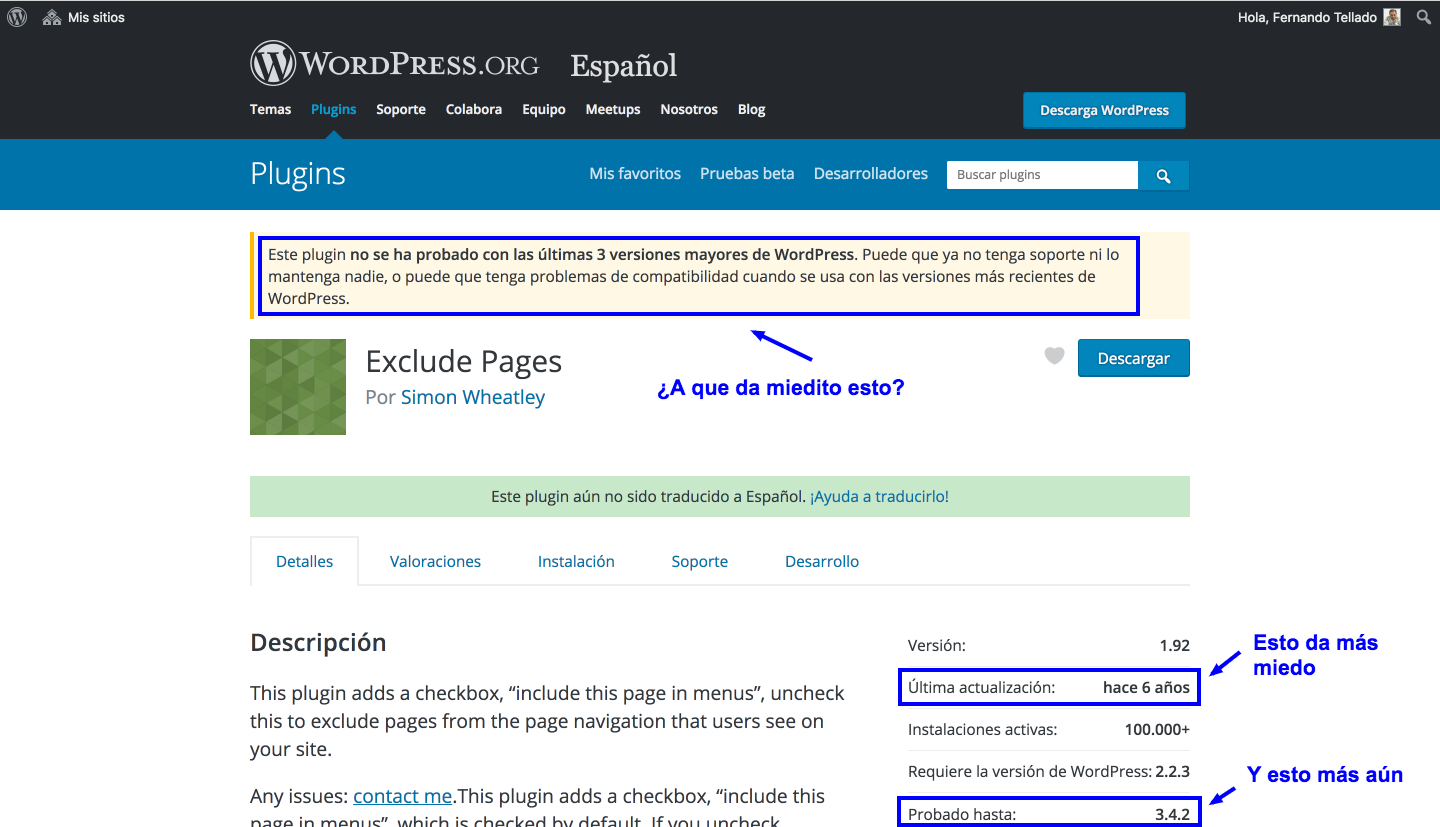 Mis sitios
Hola, Fernando Tellado
WORDPRESS.ORG Español
Temas Plugins Soporte Colabora Equipo Meetups Nosotros Blog
Descarga WordPress
Plugins
Mis favoritos Pruebas beta Desarrolladores
Buscar plugins
Este plugin no se ha probado con las últimas 3 versiones mayores de WordPress. Puede que ya no tenga soporte ni lo
mantenga nadie, o puede que tenga problemas de compatibilidad cuando se usa con las versiones más recientes de
WordPress.
Exclude Pages
Por Simon Wheatley
Descargar
¿A que da miedito esto?
Este plugin aún no sido traducido a Español. ¡Ayuda a traducirlo!
Detalles Valoraciones Instalación Soporte Desarrollo
Descripción
This plugin adds a checkbox, “include this page in menus”, uncheck
this to exclude pages from the page navigation that users see on
your site.
Any issues: contact me.This plugin adds a checkbox, “include this
page in menus”, which is checked by default. If you uncheck
Versión: 1.92
Última actualización: hace 6 años
Instalaciones activas: 100.000+
Requiere la versión de WordPress: 2.2.3
Probado hasta: 3.4.2
Esto da más
miedo
Y esto más aún